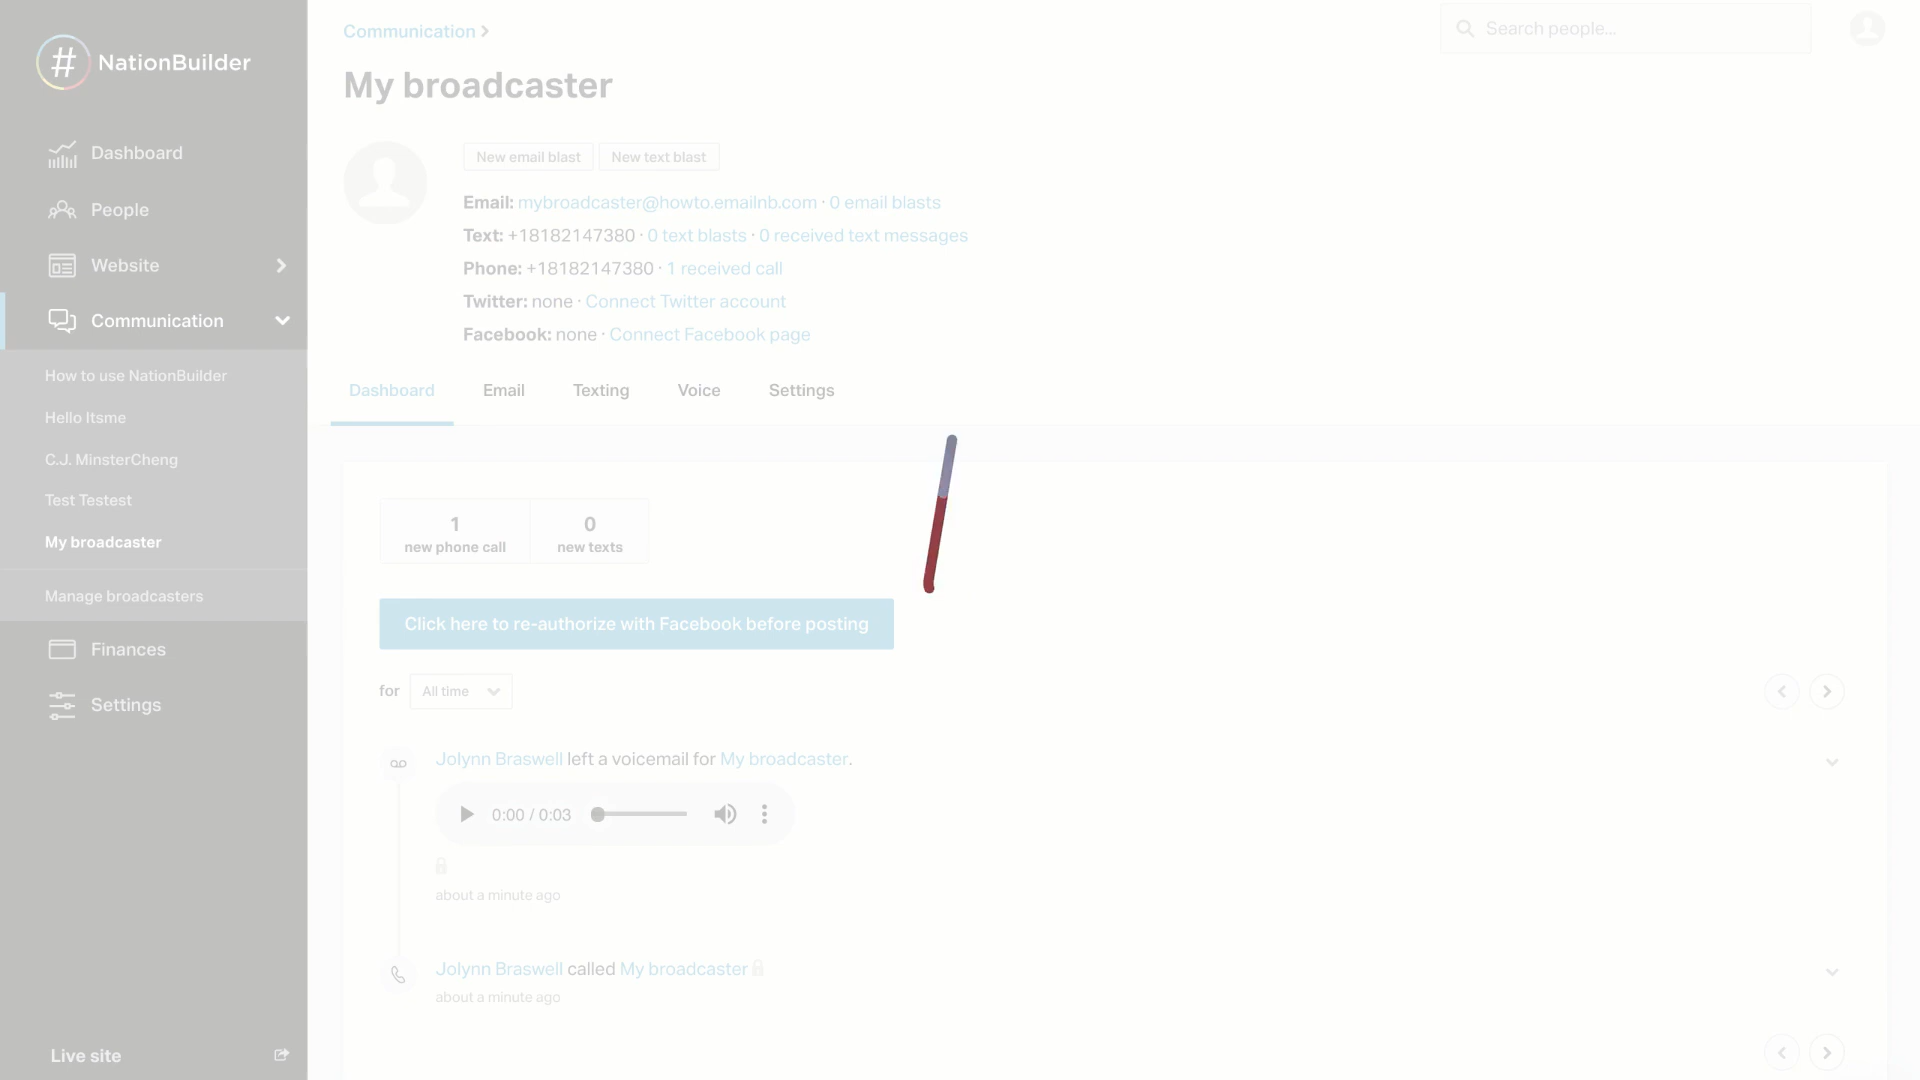 NationBuilder
Dashboard
People
Website
Communication
How to use NationBuilder
Hello Itsme
C.J. MinsterCheng
Test Testest
My broadcaster
Manage broadcasters
Finances
Settings
Live site
Communication
Search people...
My broadcaster
New email blast New text blast
Email: mybroadcaster@howto.emailnb.com · 0 email blasts
Text: +18182147380 · 0 text blasts · 0 received text messages
Phone: +18182147380 · 1 received call
Twitter: none · Connect Twitter account
Facebook: none · Connect Facebook page
Dashboard Email Texting Voice Settings
1 0
new phone call new texts
Click here to re-authorize with Facebook before posting
for All time
Jolynn Braswell left a voicemail for My broadcaster.
0:00 / 0:03
about a minute ago
Jolynn Braswell called My broadcaster
about a minute ago